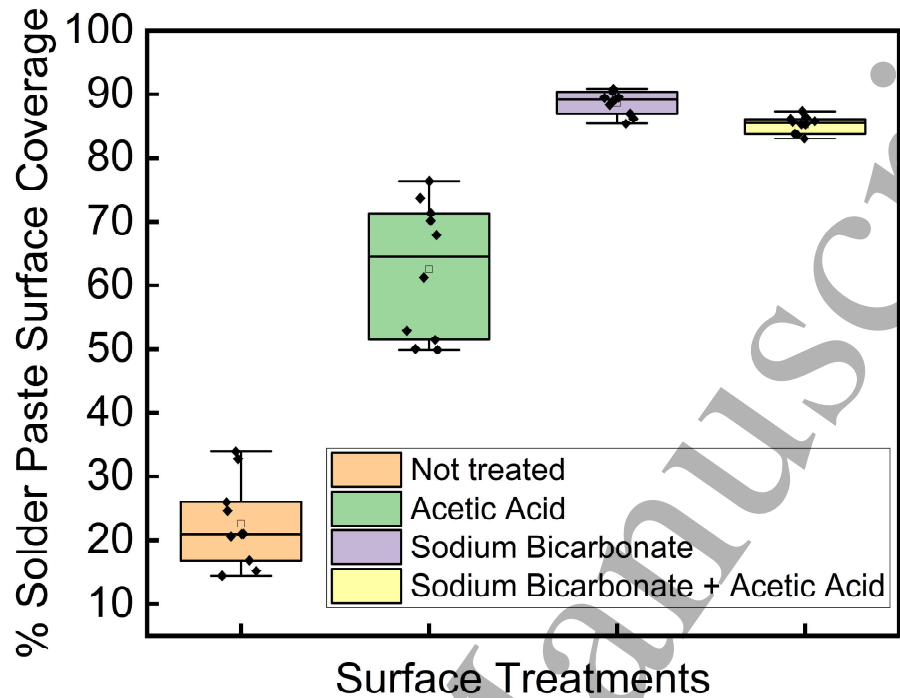 % Solder Paste Surface Coverage
100
90
80
70
60
50
40
30
20
10
Not treated
Acetic Acid
Sodium Bicarbonate
Sodium Bicarbonate + Acetic Acid
Surface Treatments